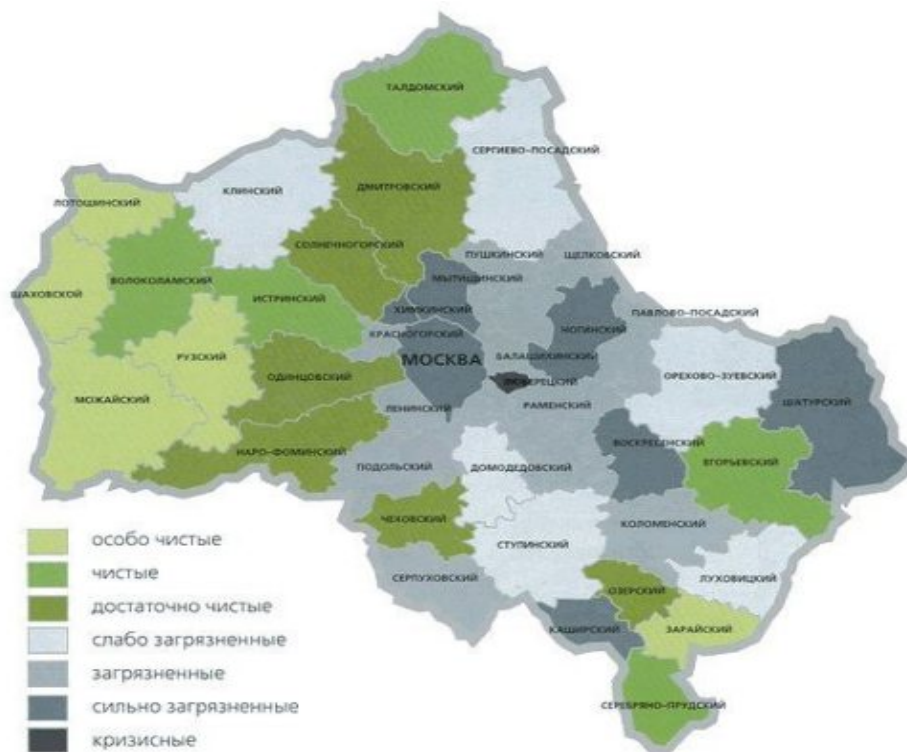 ТАЛДОМСКИЙ
СЕРГИЕВО-ПОСАДСКИЙ
КЛИНСКИЙ
ДМИТРОВСКИЙ
ЛОТОШИНСКИЙ
СОЛНЕЧНОГОРСКИЙ
ПУШКИНСКИЙ
ЩЕЛКОВСКИЙ
МЫТИЩИНСКИЙ
ВОЛОКОЛАМСКИЙ
ШАХОВСКОЙ
ИСТРИНСКИЙ
ХИМКИНСКИЙ
ПАВЛОВО-ПОСАДСКИЙ
КРАСНОГОРСКИЙ
ЧОПИНСКИЙ
РУЗСКИЙ
МОСКВА
БАЛАШИХИНСКИЙ
ОДИНЦОВСКИЙ
ЛЮБЕРЕЦКИЙ
ОРЕХОВО-ЗУЕВСКИЙ
МОЖАЙСКИЙ
ЛЕНИНСКИЙ
РАМЕНСКИЙ
ШАТУРСКИЙ
ВОСКРЕСЕНСКИЙ
НАРО-ФОМИНСКИЙ
ЕГОРЬЕВСКИЙ
ПОДОЛЬСКИЙ
ДОМОДЕДОВСКИЙ
ЧЕХОВСКИЙ
КОЛОМЕНСКИЙ
СТУПИНСКИЙ
СЕРПУХОВСКИЙ
ЛУХОВИЦКИЙ
ОЗЕРСКИЙ
КАШИРСКИЙ
ЗАРАЙСКИЙ
СЕРЕБРЯНО-ПРУДСКИЙ
особо чистые
чистые
достаточно чистые
слабо загрязненные
загрязненные
сильно загрязненные
кризисные